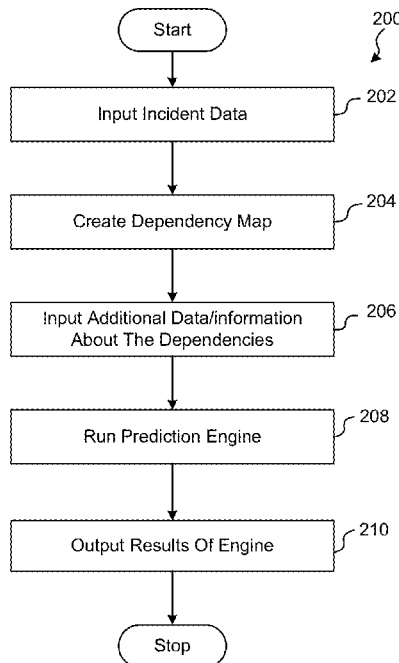 Start
200
Input Incident Data
202
Create Dependency Map
204
Input Additional Data/information
About The Dependencies
206
Run Prediction Engine
208
Output Results Of Engine
210
Stop